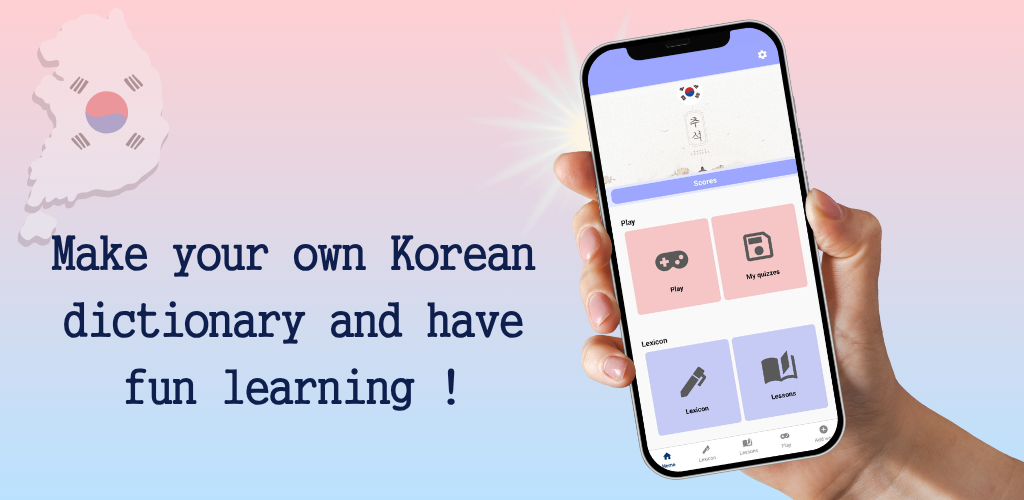 Make your own Korean
dictionary and have
fun learning !
추
석
Scores
Play
Play
My quizzes
Lexicon
Lexicon
Lessons
Home
Lexicon
Lessons
Play